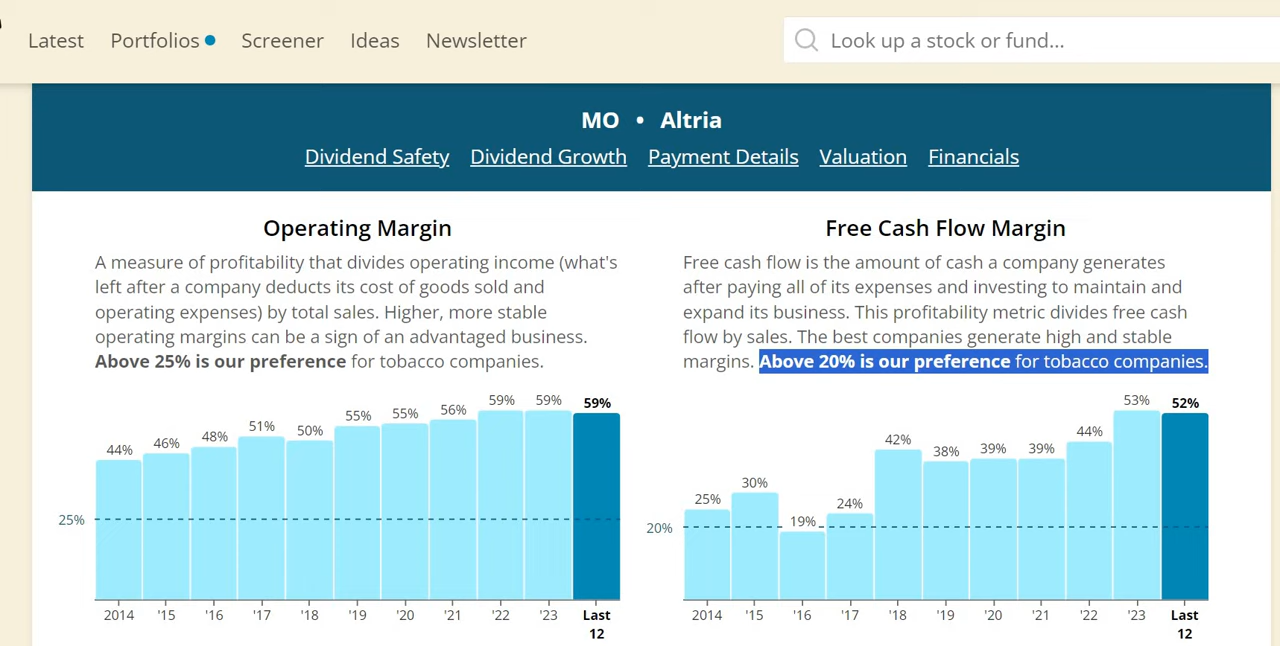 Latest Portfolios Screener Ideas Newsletter Look up a stock or fund...
MO • Altria
Dividend Safety Dividend Growth Payment Details Valuation Financials
Operating Margin
A measure of profitability that divides operating income (what's
left after a company deducts its cost of goods sold and
operating expenses) by total sales. Higher, more stable
operating margins can be a sign of an advantaged business.
Above 25% is our preference for tobacco companies.
44% 46% 48% 51% 50% 55% 55% 56% 59% 59% 59%
25%
2014 '15 '16 '17 '18 '19 '20 '21 '22 '23 Last
12
Free Cash Flow Margin
Free cash flow is the amount of cash a company generates
after paying all of its expenses and investing to maintain and
expand its business. This profitability metric divides free cash
flow by sales. The best companies generate high and stable
margins. Above 20% is our preference for tobacco companies.
25% 30% 19% 24% 42% 38% 39% 39% 44% 53% 52%
20%
2014 '15 '16 '17 '18 '19 '20 '21 '22 '23 Last
12